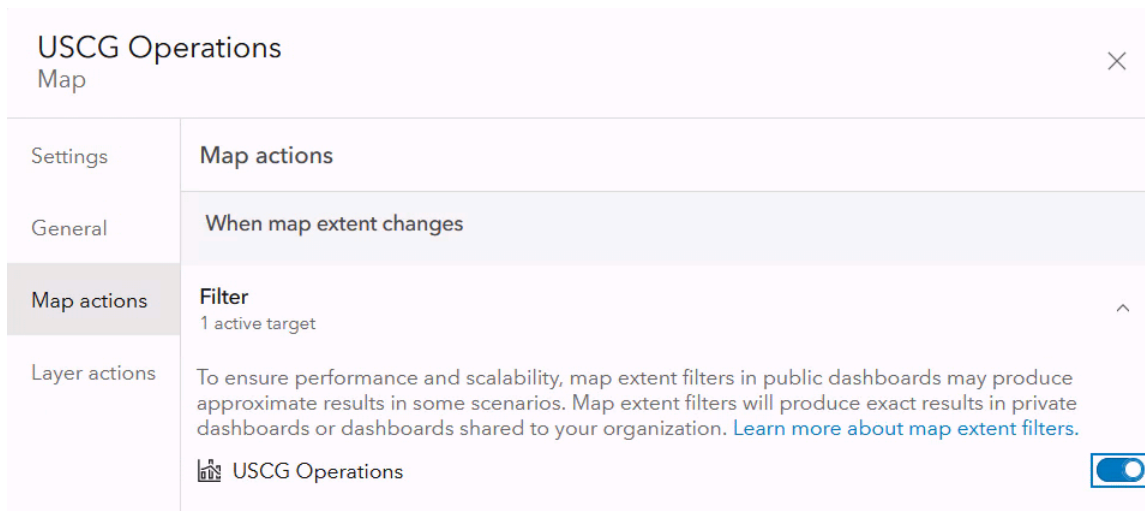 USCG Operations
Map
Settings
Map actions
General
When map extent changes
Map actions
Filter
1 active target
Layer actions
To ensure performance and scalability, map extent filters in public dashboards may produce
approximate results in some scenarios. Map extent filters will produce exact results in private
dashboards or dashboards shared to your organization. Learn more about map extent filters.
USCG Operations